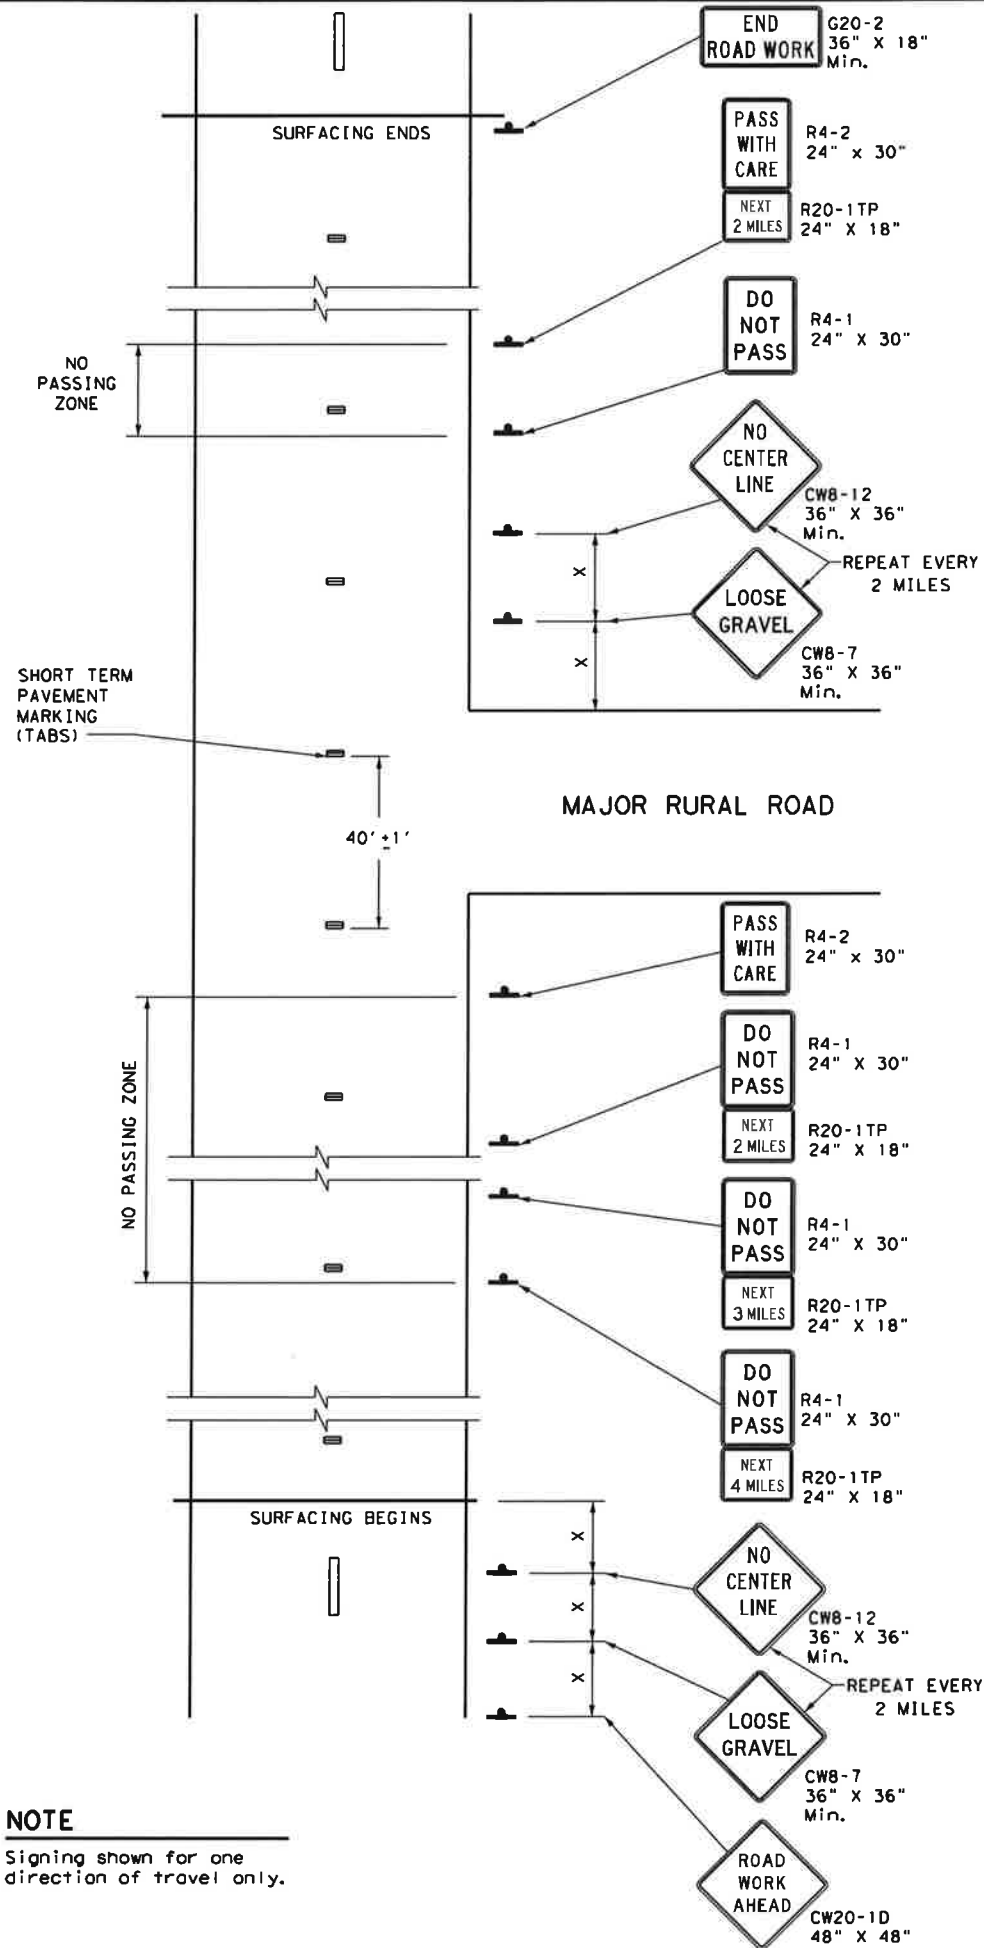 END
ROAD WORK
G20-2
36" X 18"
Min.
SURFACING ENDS
PASS
WITH
CARE
R4-2
24" x 30"
NEXT
2 MILES
R20-1TP
24" X 18"
DO
NOT
PASS
R4-1
24" X 30"
NO
PASSING
ZONE
NO
CENTER
LINE
CW8-12
36" X 36"
Min.
REPEAT EVERY
2 MILES
X
LOOSE
GRAVEL
CW8-7
36" X 36"
Min.
X
SHORT TERM
PAVEMENT
MARKING
(TABS)
MAJOR RURAL ROAD
40' ±1'
PASS
WITH
CARE
R4-2
24" x 30"
NO PASSING ZONE
DO
NOT
PASS
R4-1
24" X 30"
NEXT
2 MILES
R20-1TP
24" X 18"
DO
NOT
PASS
R4-1
24" X 30"
NEXT
3 MILES
R20-1TP
24" X 18"
DO
NOT
PASS
R4-1
24" X 30"
NEXT
4 MILES
R20-1TP
24" X 18"
SURFACING BEGINS
X
X
X
NO
CENTER
LINE
CW8-12
36" X 36"
Min.
REPEAT EVERY
2 MILES
LOOSE
GRAVEL
CW8-7
36" X 36"
Min.
ROAD
WORK
AHEAD
CW20-1D
48" X 48"
NOTE
Signing shown for one
direction of travel only.